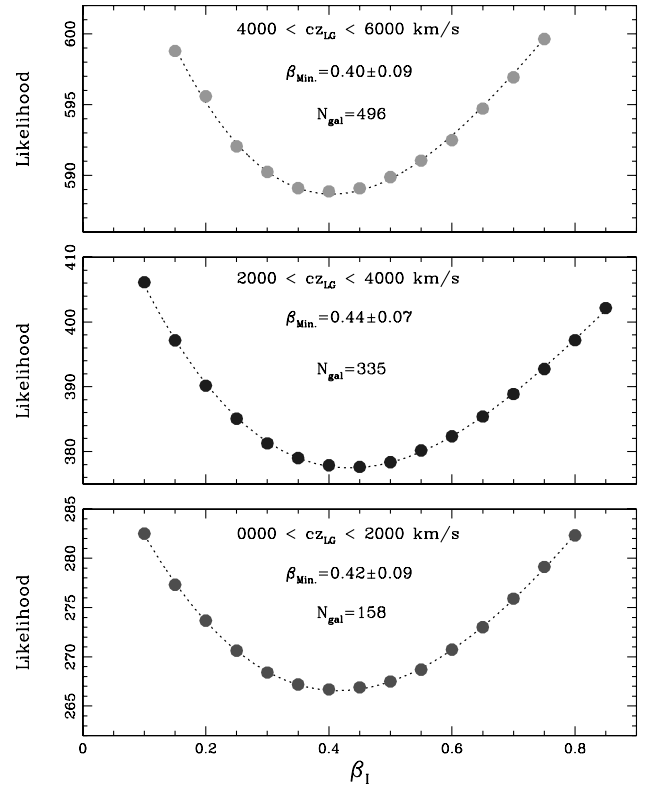 600
595
590
Likelihood
4000 < cz_LG < 6000 km/s
β_Min.=0.40±0.09
N_gal=496
410
400
390
380
Likelihood
2000 < cz_LG < 4000 km/s
β_Min.=0.44±0.07
N_gal=335
285
280
275
270
265
Likelihood
0000 < cz_LG < 2000 km/s
β_Min.=0.42±0.09
N_gal=158
0 0.2 0.4 0.6 0.8
β_I